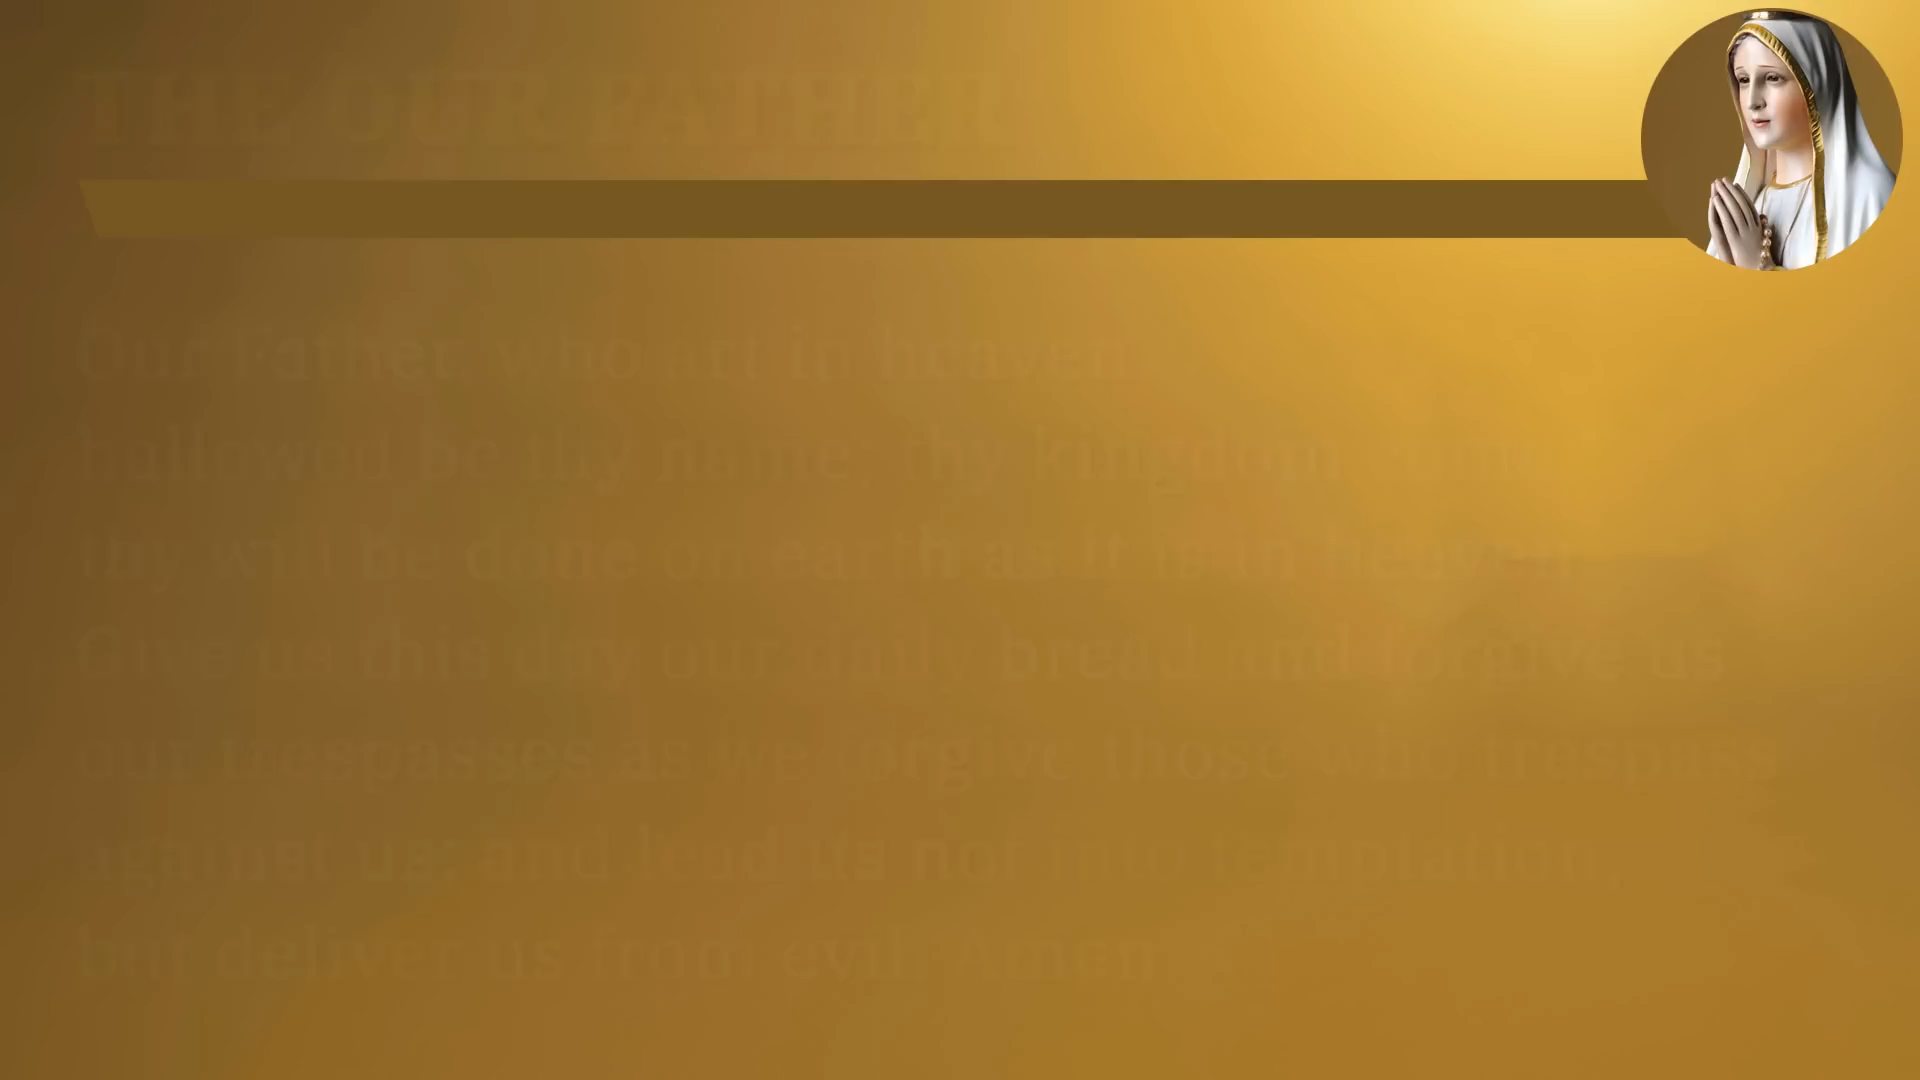 THE OUR FATHER
Our Father, who art in heaven,
hallowed be thy name; thy kingdom come,
thy will be done on earth as it is in heaven.
Give us this day our daily bread and forgive us
our trespasses as we forgive those who trespass
against us; and lead us not into temptation,
but deliver us from evil. Amen.